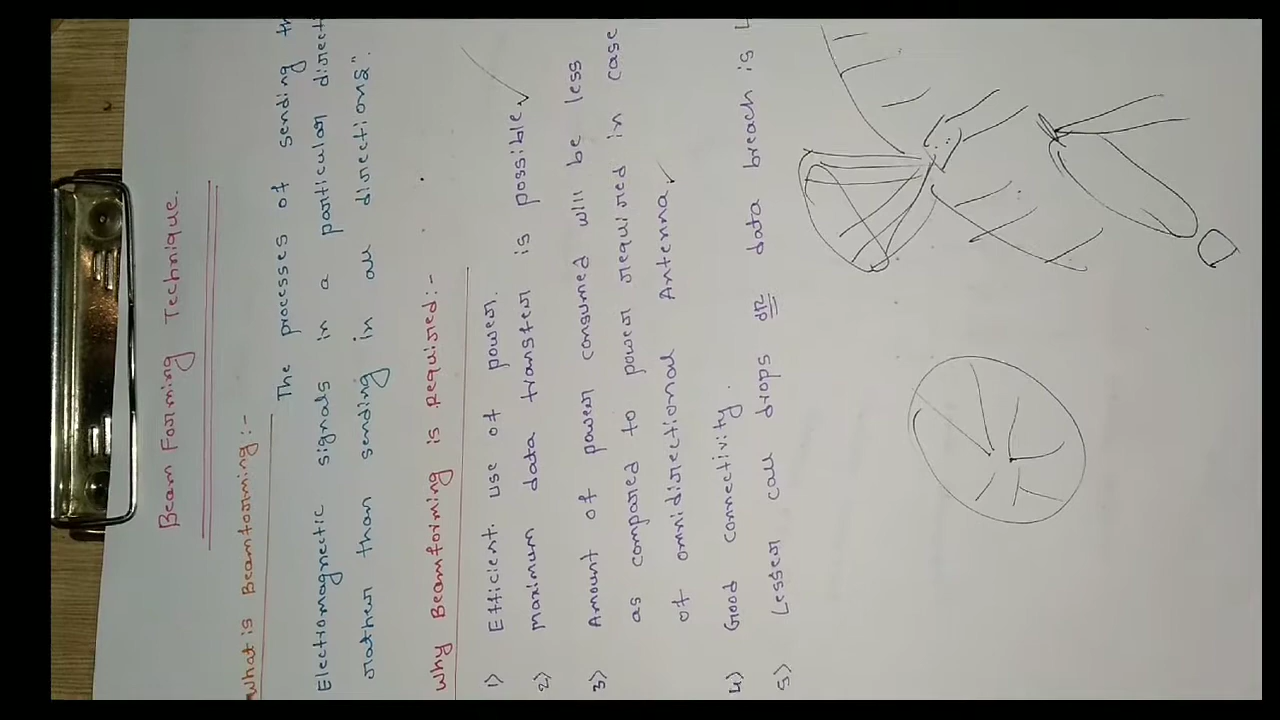 Beam Forming Technique.
What is Beamforming:-
The processes of sending
Electromagnectic signals in a particular
rather than sending in all directions".
Why Beamforming is required:-
1) Efficient use of power.
2) maximum data transfer is possible
3) Amount of power consumed will be less
as compared to power required in case
of omnidirectional Antenna
4) Good connectivity.
5) Lesser call drops or data breach is